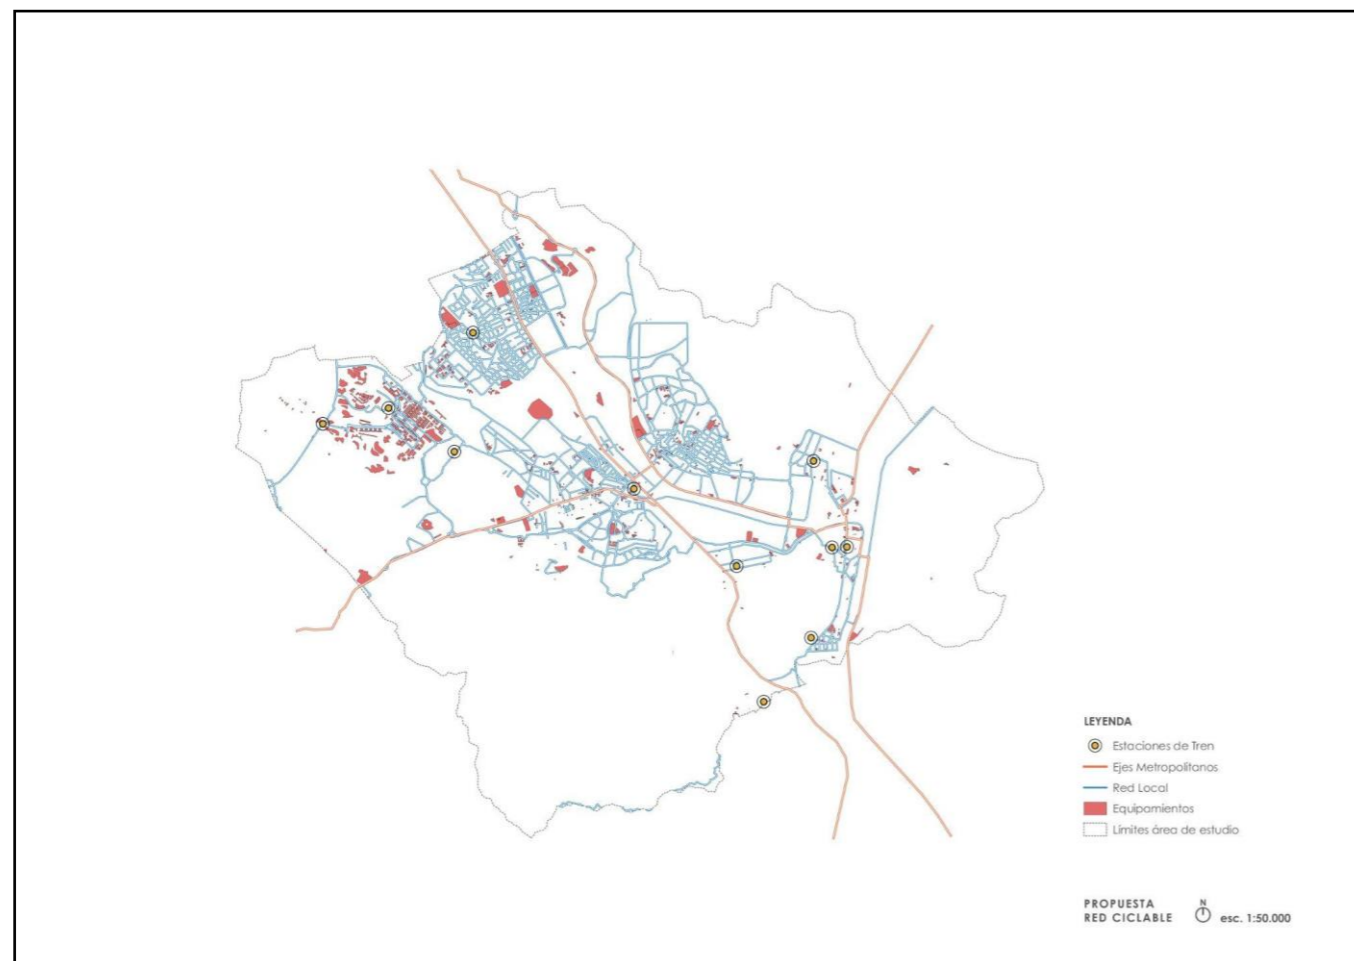 LEYENDA
Estaciones de Tren
Ejes Metropolitanos
Red Local
Equipamientos
Límites área de estudio
PROPUESTA
RED CICLABLE
N
esc. 1:50.000